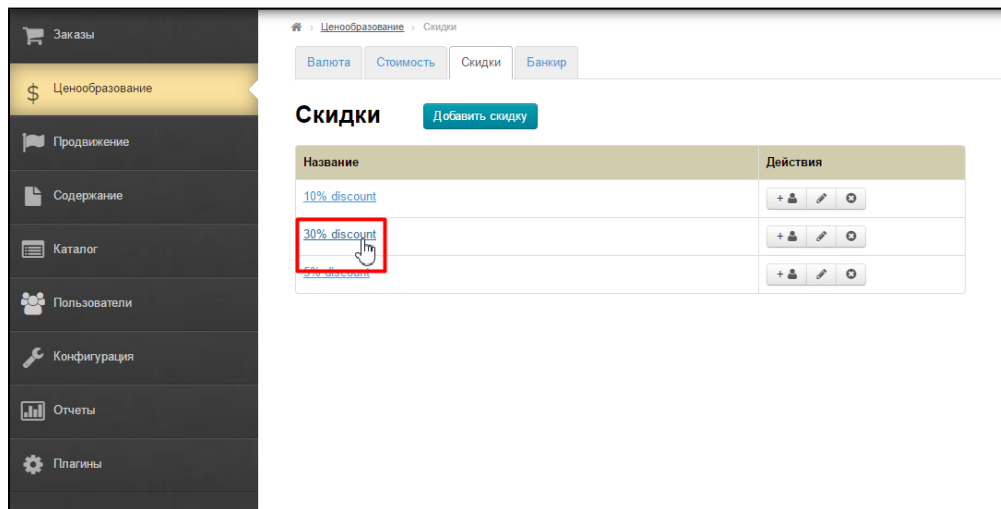 Заказы
Ценообразование
Продвижение
Содержание
Каталог
Пользователи
Конфигурация
Отчеты
Плагины
Ценообразование › Скидки
Валюта Стоимость Скидки Банкир
Скидки Добавить скидку
Название Действия
10% discount
30% discount
5% discount